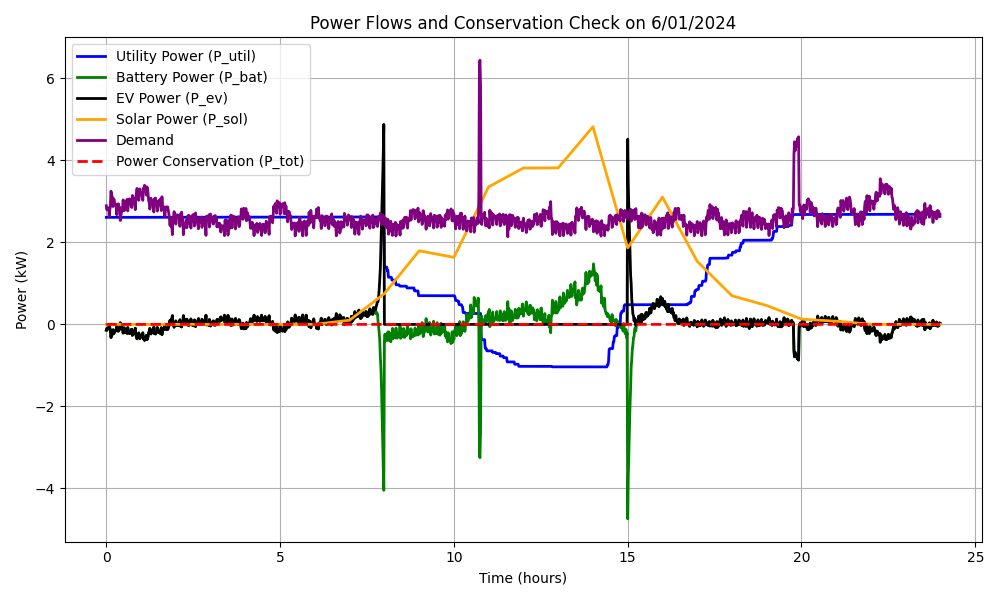 Power Flows and Conservation Check on 6/01/2024
Utility Power (P_util)
Battery Power (P_bat)
EV Power (P_ev)
Solar Power (P_sol)
Demand
Power Conservation (P_tot)
Power (kW)
6
4
2
0
−2
−4
0 5 10 15 20 25
Time (hours)